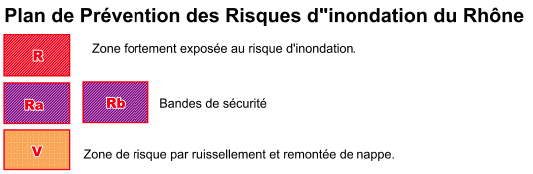 Plan de Prévention des Risques d"inondation du Rhône
R Zone fortement exposée au risque d'inondation.
Ra Rb Bandes de sécurité
V Zone de risque par ruissellement et remontée de nappe.